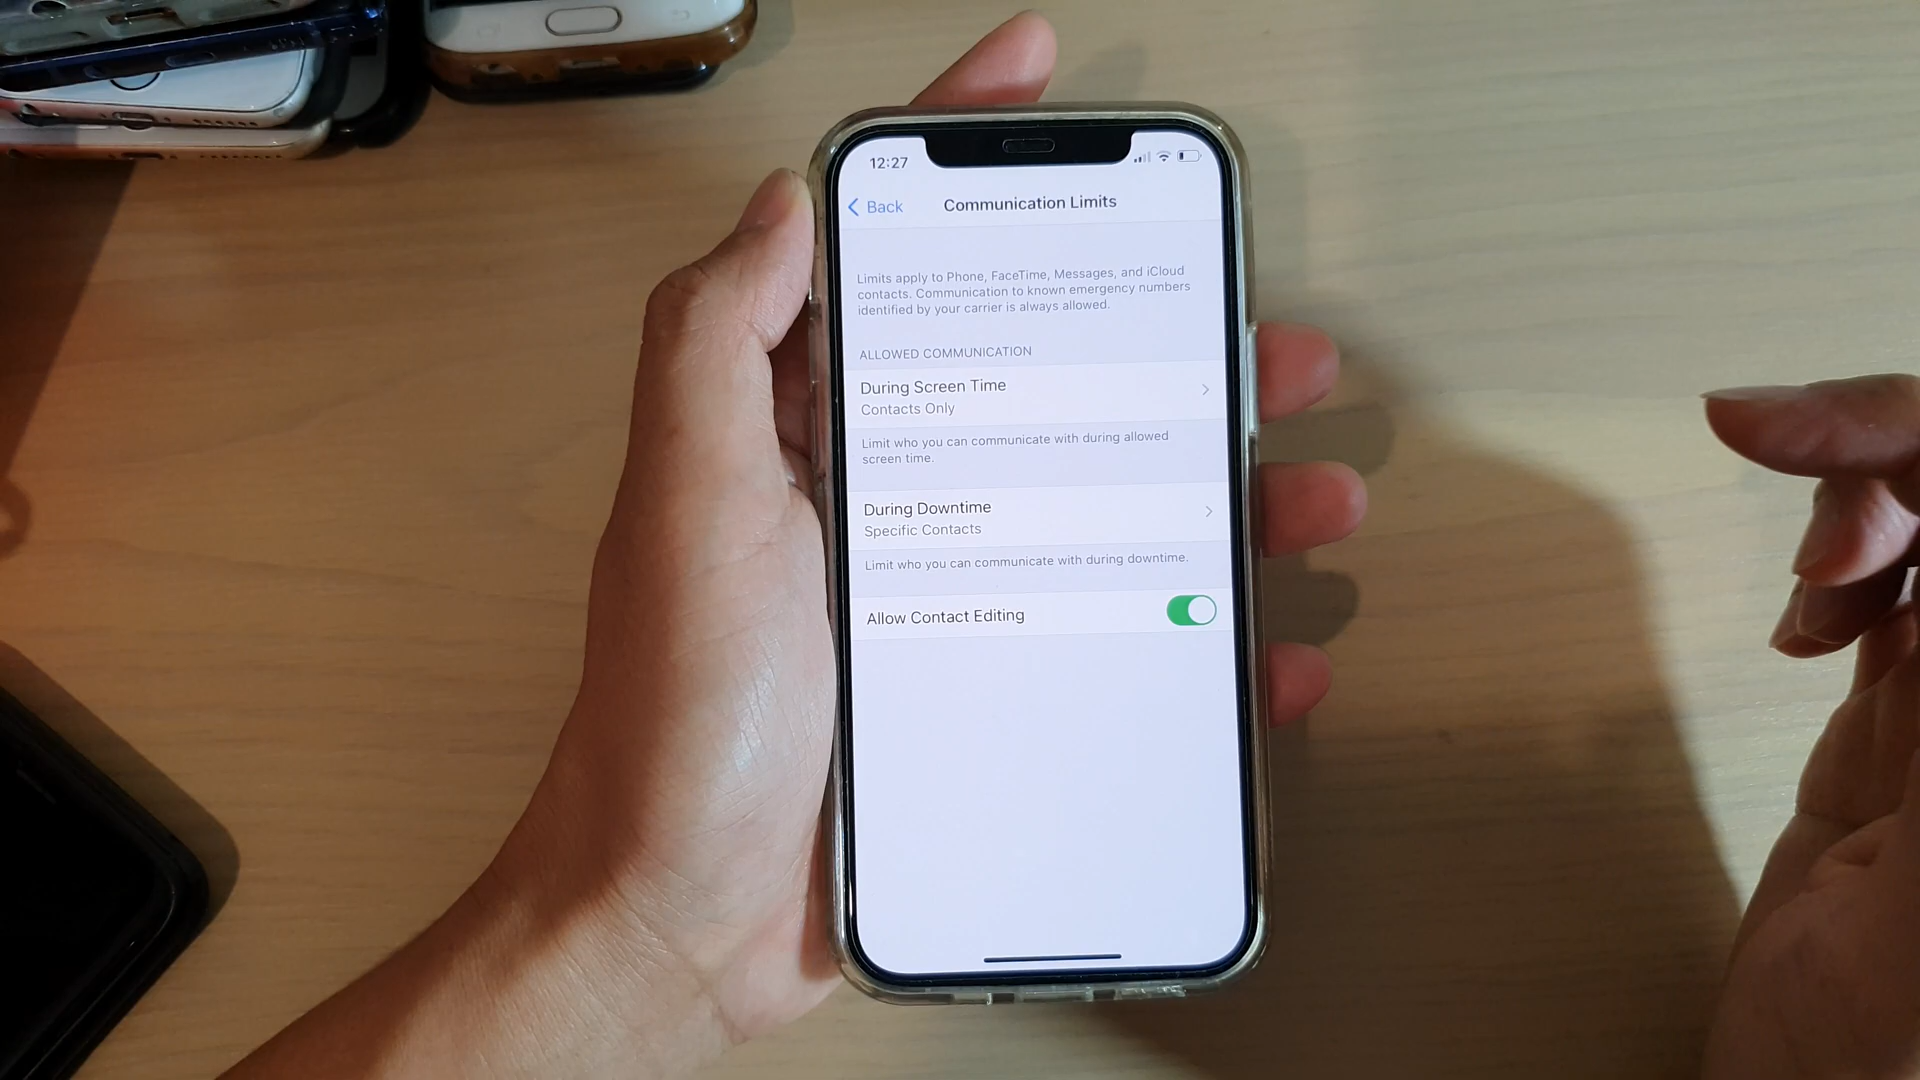 12:27
Back
Communication Limits
Limits apply to Phone, FaceTime, Messages, and iCloud
contacts. Communication to known emergency numbers
identified by your carrier is always allowed.
ALLOWED COMMUNICATION
During Screen Time
Contacts Only
Limit who you can communicate with during allowed
screen time.
During Downtime
Specific Contacts
Limit who you can communicate with during downtime.
Allow Contact Editing